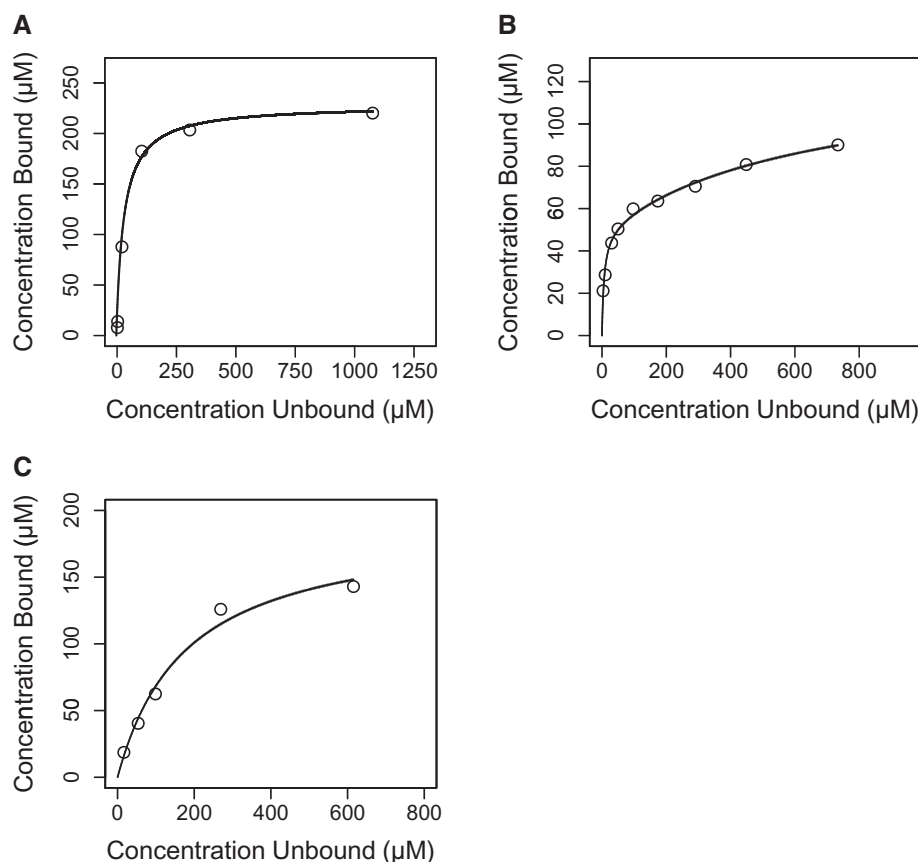 A
Concentration Bound (µM)
250
200
150
100
50
0
0 250 500 750 1000 1250
Concentration Unbound (µM)
B
Concentration Bound (µM)
120
100
80
60
40
20
0
0 200 400 600 800
Concentration Unbound (µM)
C
Concentration Bound (µM)
200
150
100
50
0
0 200 400 600 800
Concentration Unbound (µM)